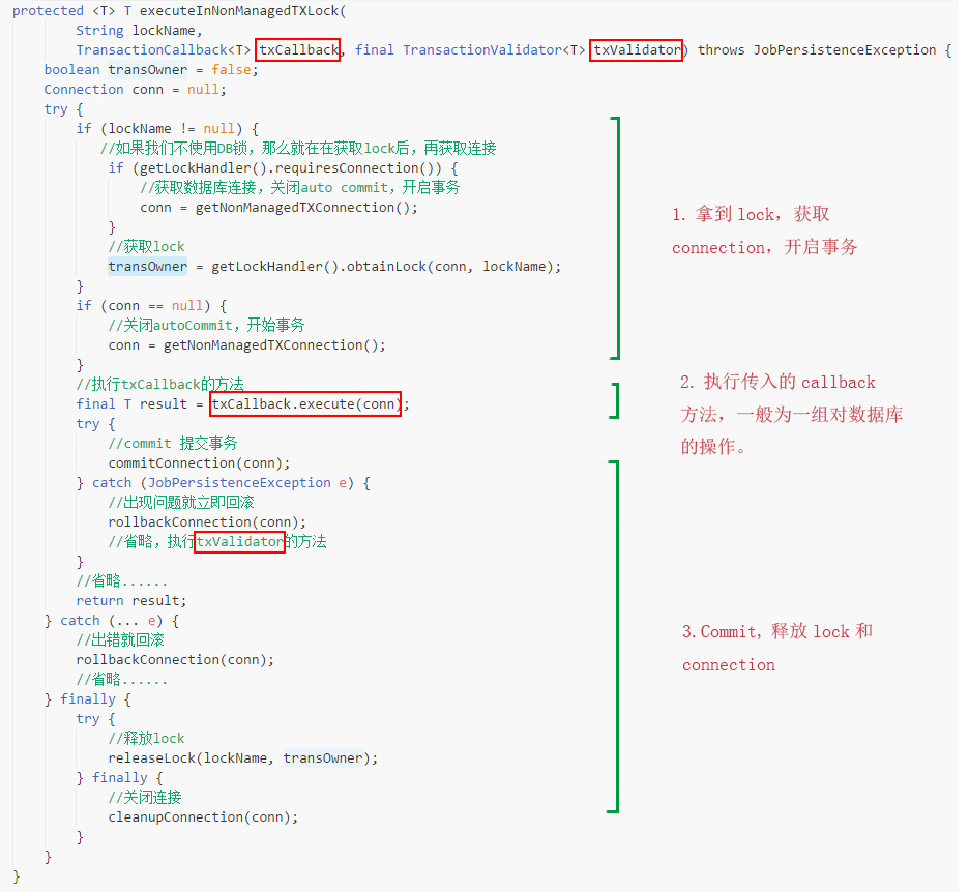 protected <T> T executeInNonManagedTXLock(
String lockName,
TransactionCallback<T> txCallback, final TransactionValidator<T> txValidator) throws JobPersistenceException {
boolean transOwner = false;
Connection conn = null;
try {
if (lockName != null) {
//如果我们不使用DB锁，那么就在在获取lock后，再获取连接
if (getLockHandler().requiresConnection()) {
//获取数据库连接，关闭auto commit，开启事务
conn = getNonManagedTXConnection();
}
//获取lock
transOwner = getLockHandler().obtainLock(conn, lockName);
}
if (conn == null) {
//关闭autoCommit，开始事务
conn = getNonManagedTXConnection();
}
//执行txCallback的方法
final T result = txCallback.execute(conn);
try {
//commit 提交事务
commitConnection(conn);
} catch (JobPersistenceException e) {
//出现问题就立即回滚
rollbackConnection(conn);
//省略，执行txValidator的方法
}
//省略......
return result;
} catch (... e) {
//出错就回滚
rollbackConnection(conn);
//省略......
} finally {
try {
//释放lock
releaseLock(lockName, transOwner);
} finally {
//关闭连接
cleanupConnection(conn);
}
}
}
1. 拿到 lock，获取
connection，开启事务
2. 执行传入的 callback
方法，一般为一组对数据库
的操作。
3.Commit, 释放 lock 和
connection